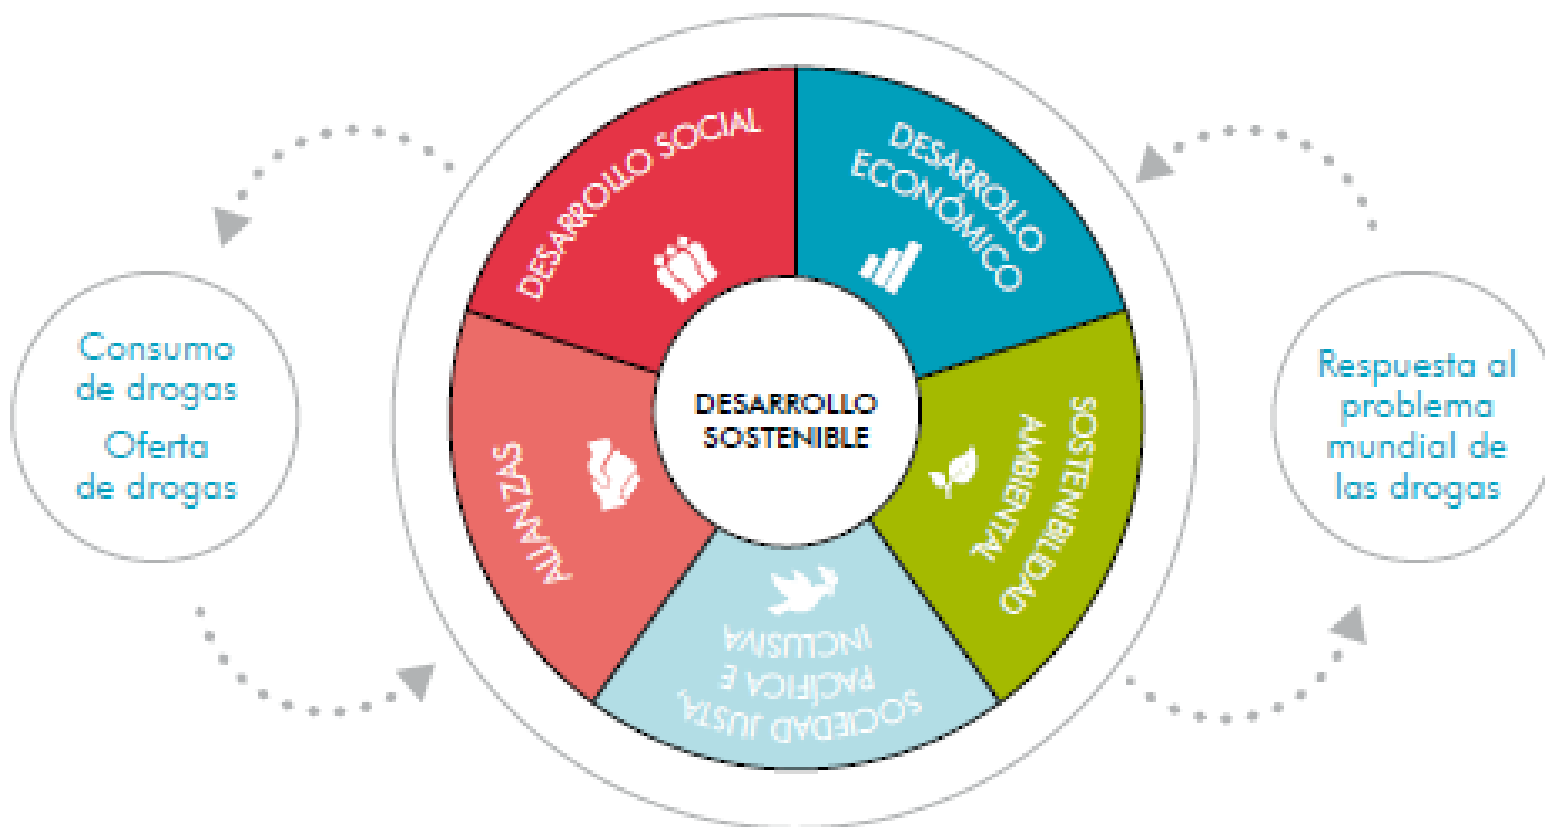 DESARROLLO SOCIAL
DESARROLLO
ECONÓMICO
Consumo
de drogas
Oferta
de drogas
DESARROLLO
SOSTENIBLE
Respuesta al
problema
mundial de
las drogas
ALIANZAS
SOSTENIBILIDAD
AMBIENTAL
SOCIEDAD JUSTA,
PACÍFICA E
INCLUSIVA